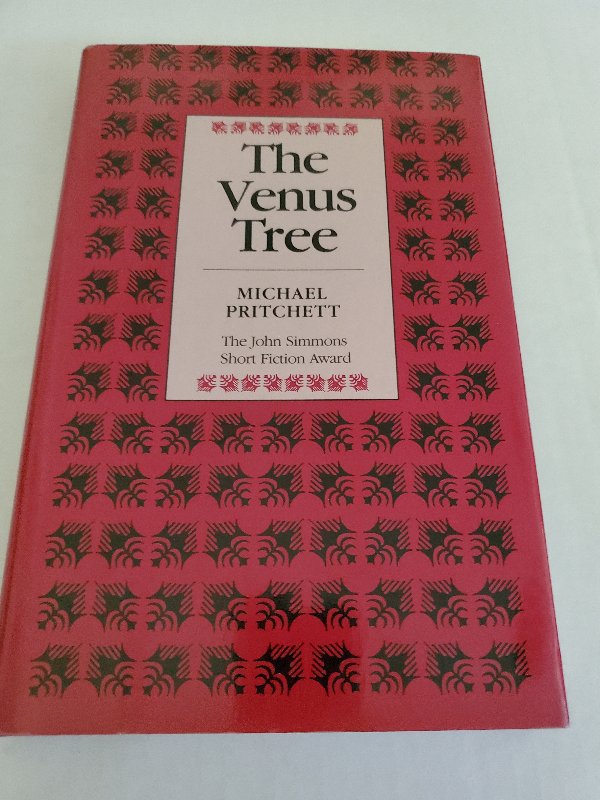 The
Venus
Tree
MICHAEL
PRITCHETT
The John Simmons
Short Fiction Award